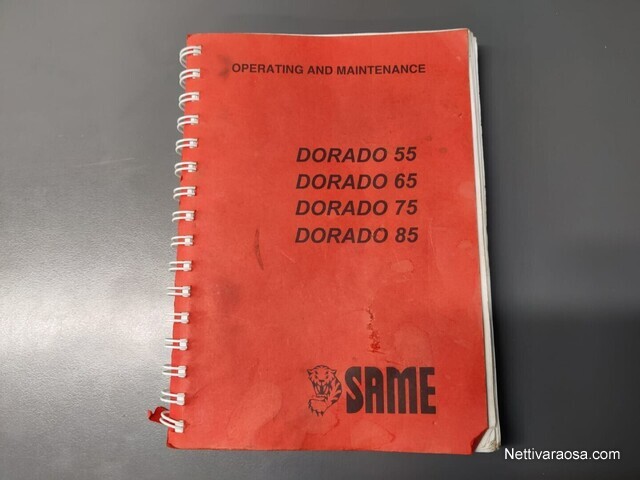 OPERATING AND MAINTENANCE
DORADO 55
DORADO 65
DORADO 75
DORADO 85
SAME
Nettivaraosa.com